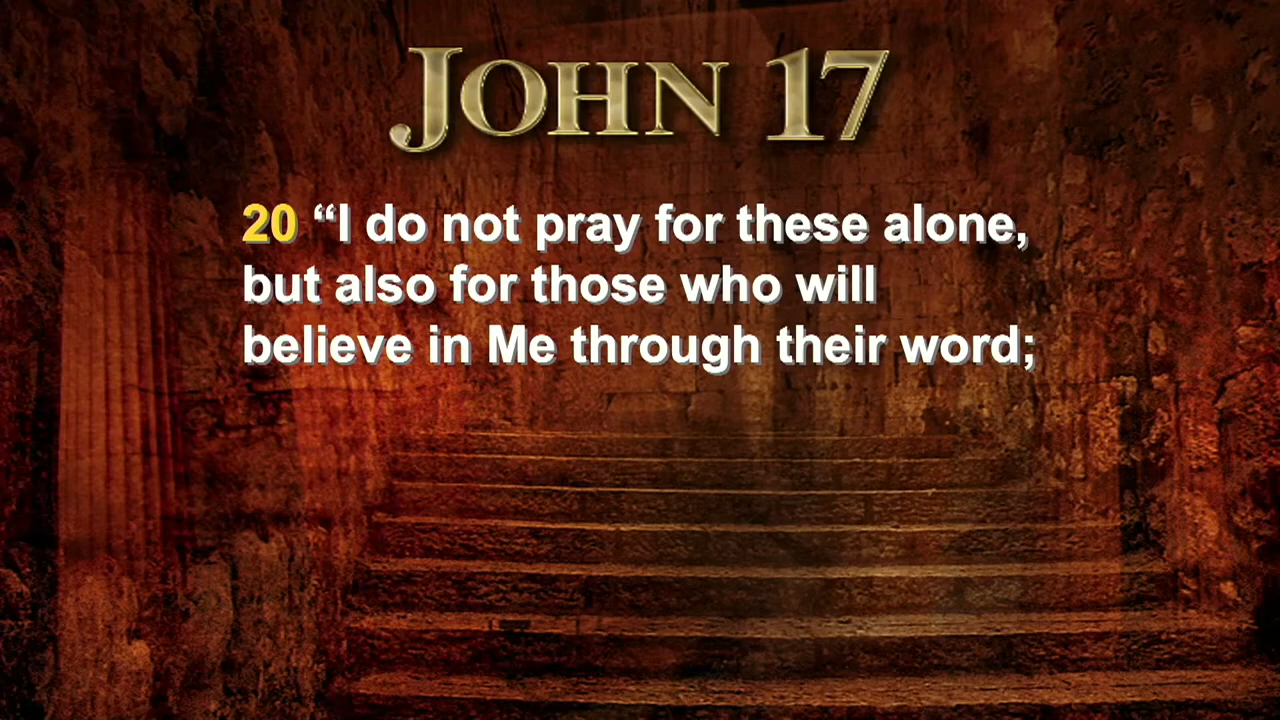 JOHN 17
20 “I do not pray for these alone,
but also for those who will
believe in Me through their word;